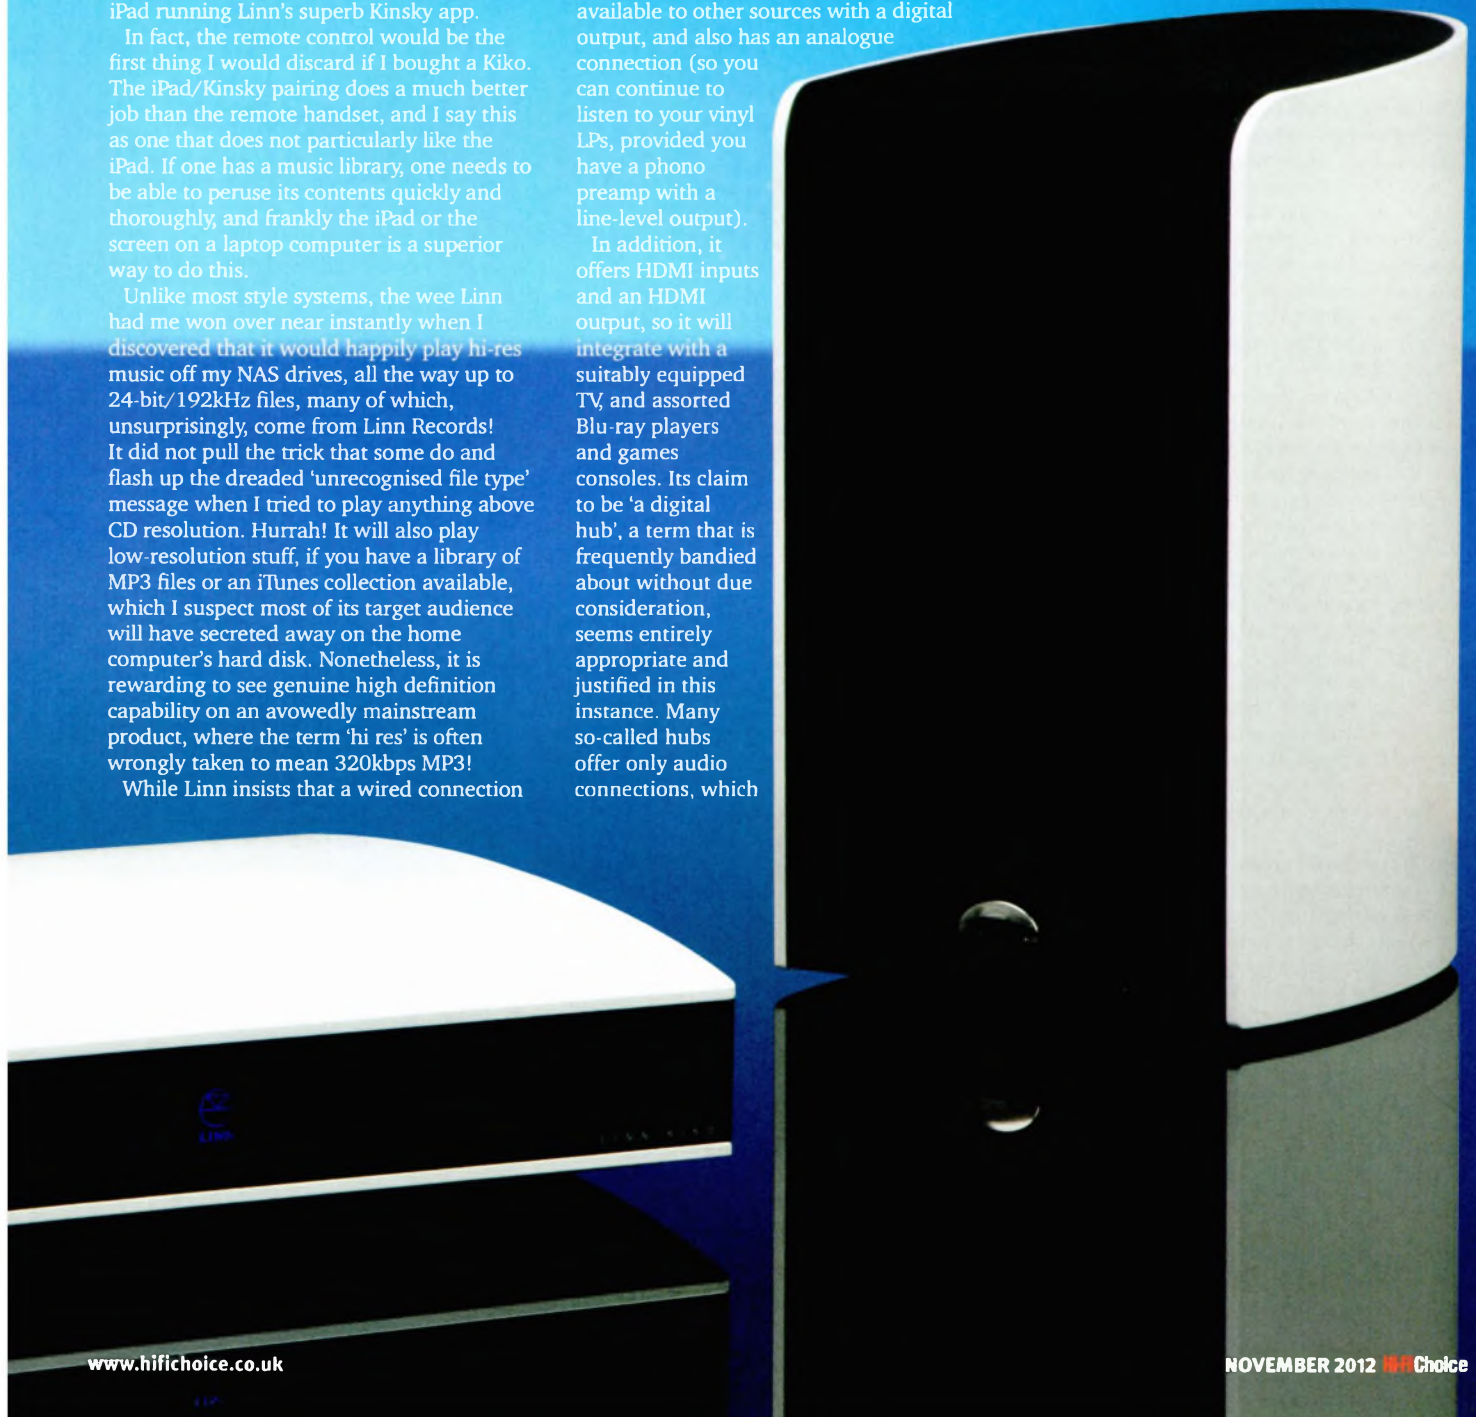 iPad running Linn's superb Kinsky app.
In fact, the remote control would be the
first thing I would discard if I bought a Kiko.
The iPad/Kinsky pairing does a much better
job than the remote handset, and I say this
as one that does not particularly like the
iPad. If one has a music library, one needs to
be able to peruse its contents quickly and
thoroughly, and frankly the iPad or the
screen on a laptop computer is a superior
way to do this.
Unlike most style systems, the wee Linn
had me won over near instantly when I
discovered that it would happily play hi-res
music off my NAS drives, all the way up to
24-bit/192kHz files, many of which,
unsurprisingly, come from Linn Records!
It did not pull the trick that some do and
flash up the dreaded 'unrecognised file type'
message when I tried to play anything above
CD resolution. Hurrah! It will also play
low-resolution stuff, if you have a library of
MP3 files or an iTunes collection available,
which I suspect most of its target audience
will have secreted away on the home
computer's hard disk. Nonetheless, it is
rewarding to see genuine high definition
capability on an avowedly mainstream
product, where the term 'hi res' is often
wrongly taken to mean 320kbps MP3!
While Linn insists that a wired connection
available to other sources with a digital
output, and also has an analogue
connection (so you
can continue to
listen to your vinyl
LPs, provided you
have a phono
preamp with a
line-level output).
In addition, it
offers HDMI inputs
and an HDMI
output, so it will
integrate with a
suitably equipped
TV, and assorted
Blu-ray players
and games
consoles. Its claim
to be 'a digital
hub', a term that is
frequently bandied
about without due
consideration,
seems entirely
appropriate and
justified in this
instance. Many
so-called hubs
offer only audio
connections, which
LINN
LINN KIKO
www.hifichoice.co.uk
NOVEMBER 2012 Hi-Fi Choice